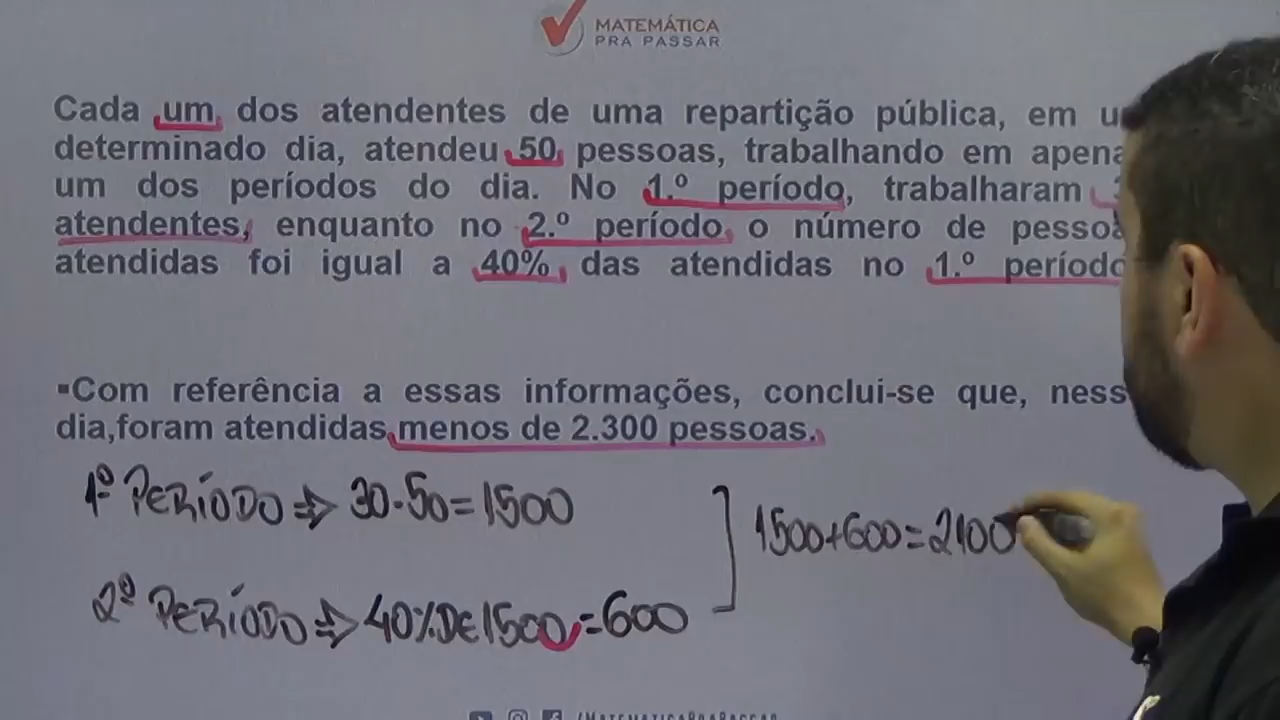 MATEMÁTICA
PRA PASSAR
Cada um dos atendentes de uma repartição pública, em u
determinado dia, atendeu 50 pessoas, trabalhando em apena
um dos períodos do dia. No 1.º período, trabalharam 3
atendentes, enquanto no 2.º período o número de pessoa
atendidas foi igual a 40% das atendidas no 1.º período
▪Com referência a essas informações, conclui-se que, ness
dia,foram atendidas menos de 2.300 pessoas.
1º PERÍODO ⇒ 30·50=1500
2º PERÍODO ⇒ 40% DE 1500=600
1500+600=2100